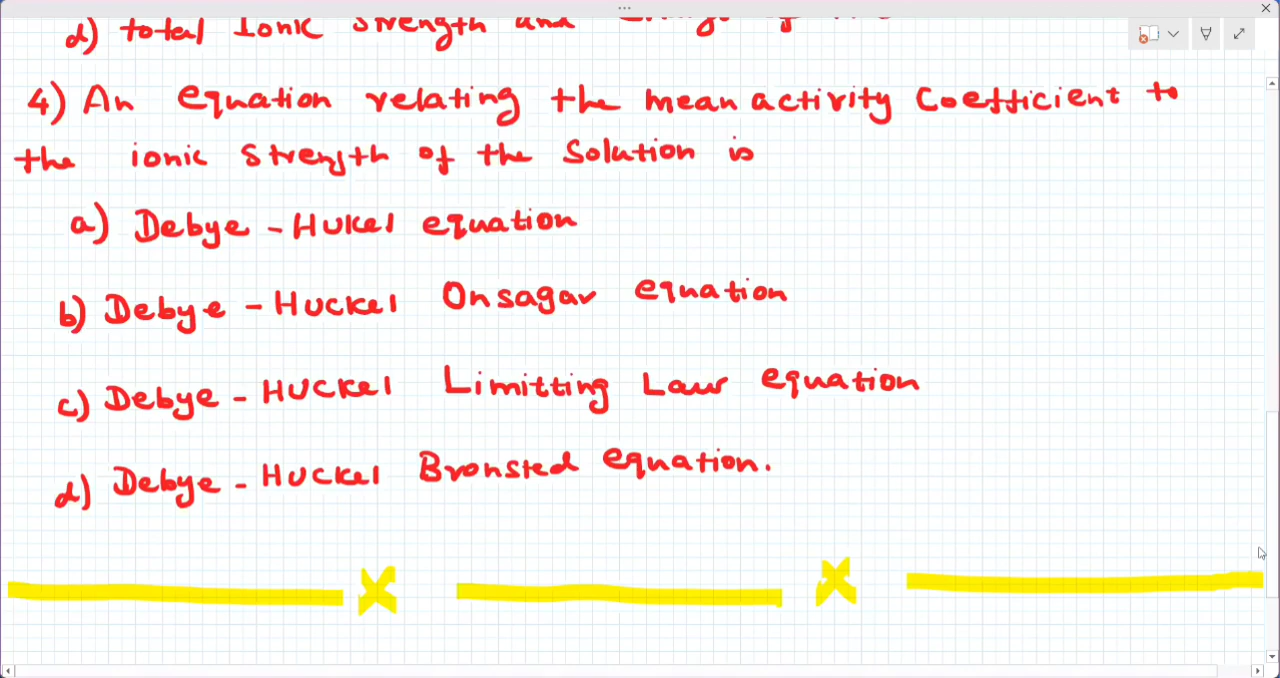 d) total Ionic strength and
4) An equation relating the mean activity Coefficient to
the ionic strength of the Solution is
a) Debye - Hukel equation
b) Debye - Huckel Onsagar equation
c) Debye - Huckel Limitting Law equation
d) Debye - Huckel Bronsted equation.